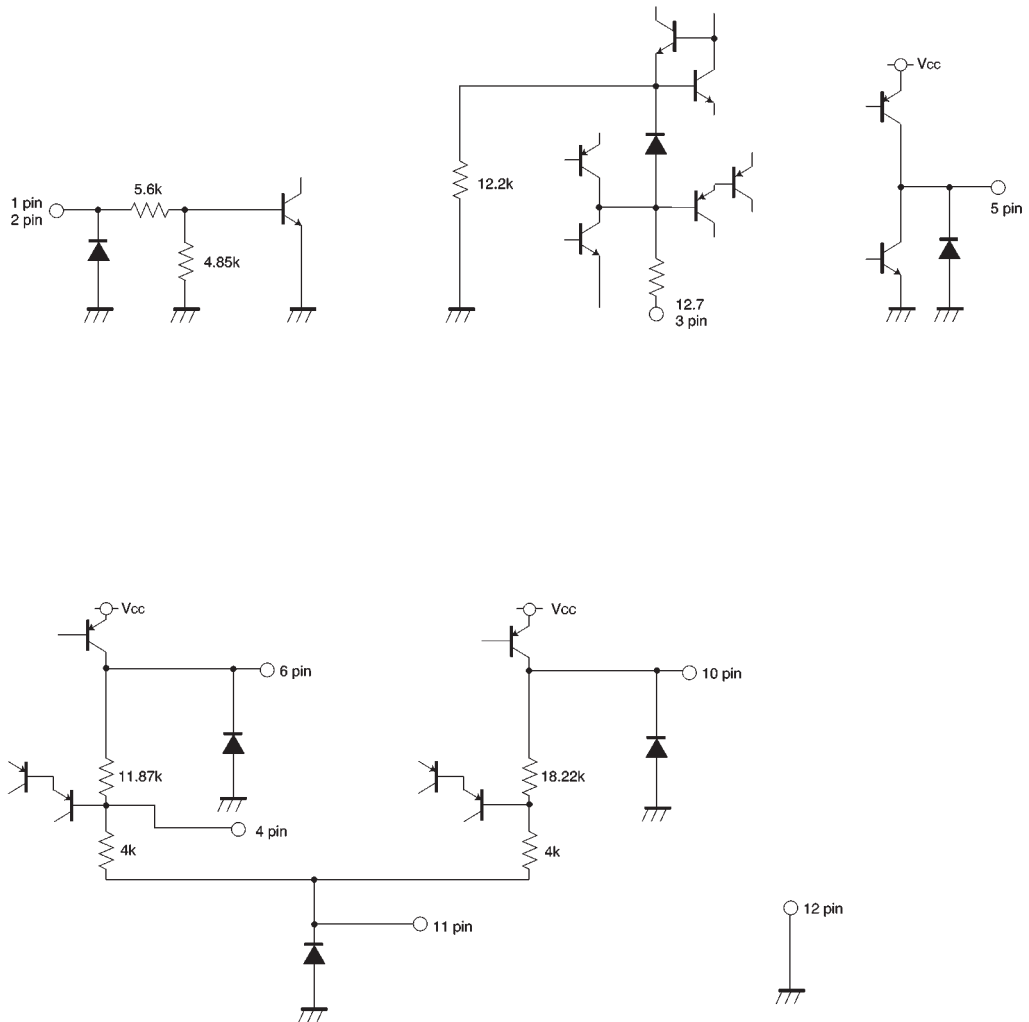 1 pin
2 pin
5.6k
4.85k
12.2k
12.7
3 pin
Vcc
5 pin
Vcc
6 pin
11.87k
4 pin
4k
Vcc
10 pin
18.22k
4k
11 pin
12 pin